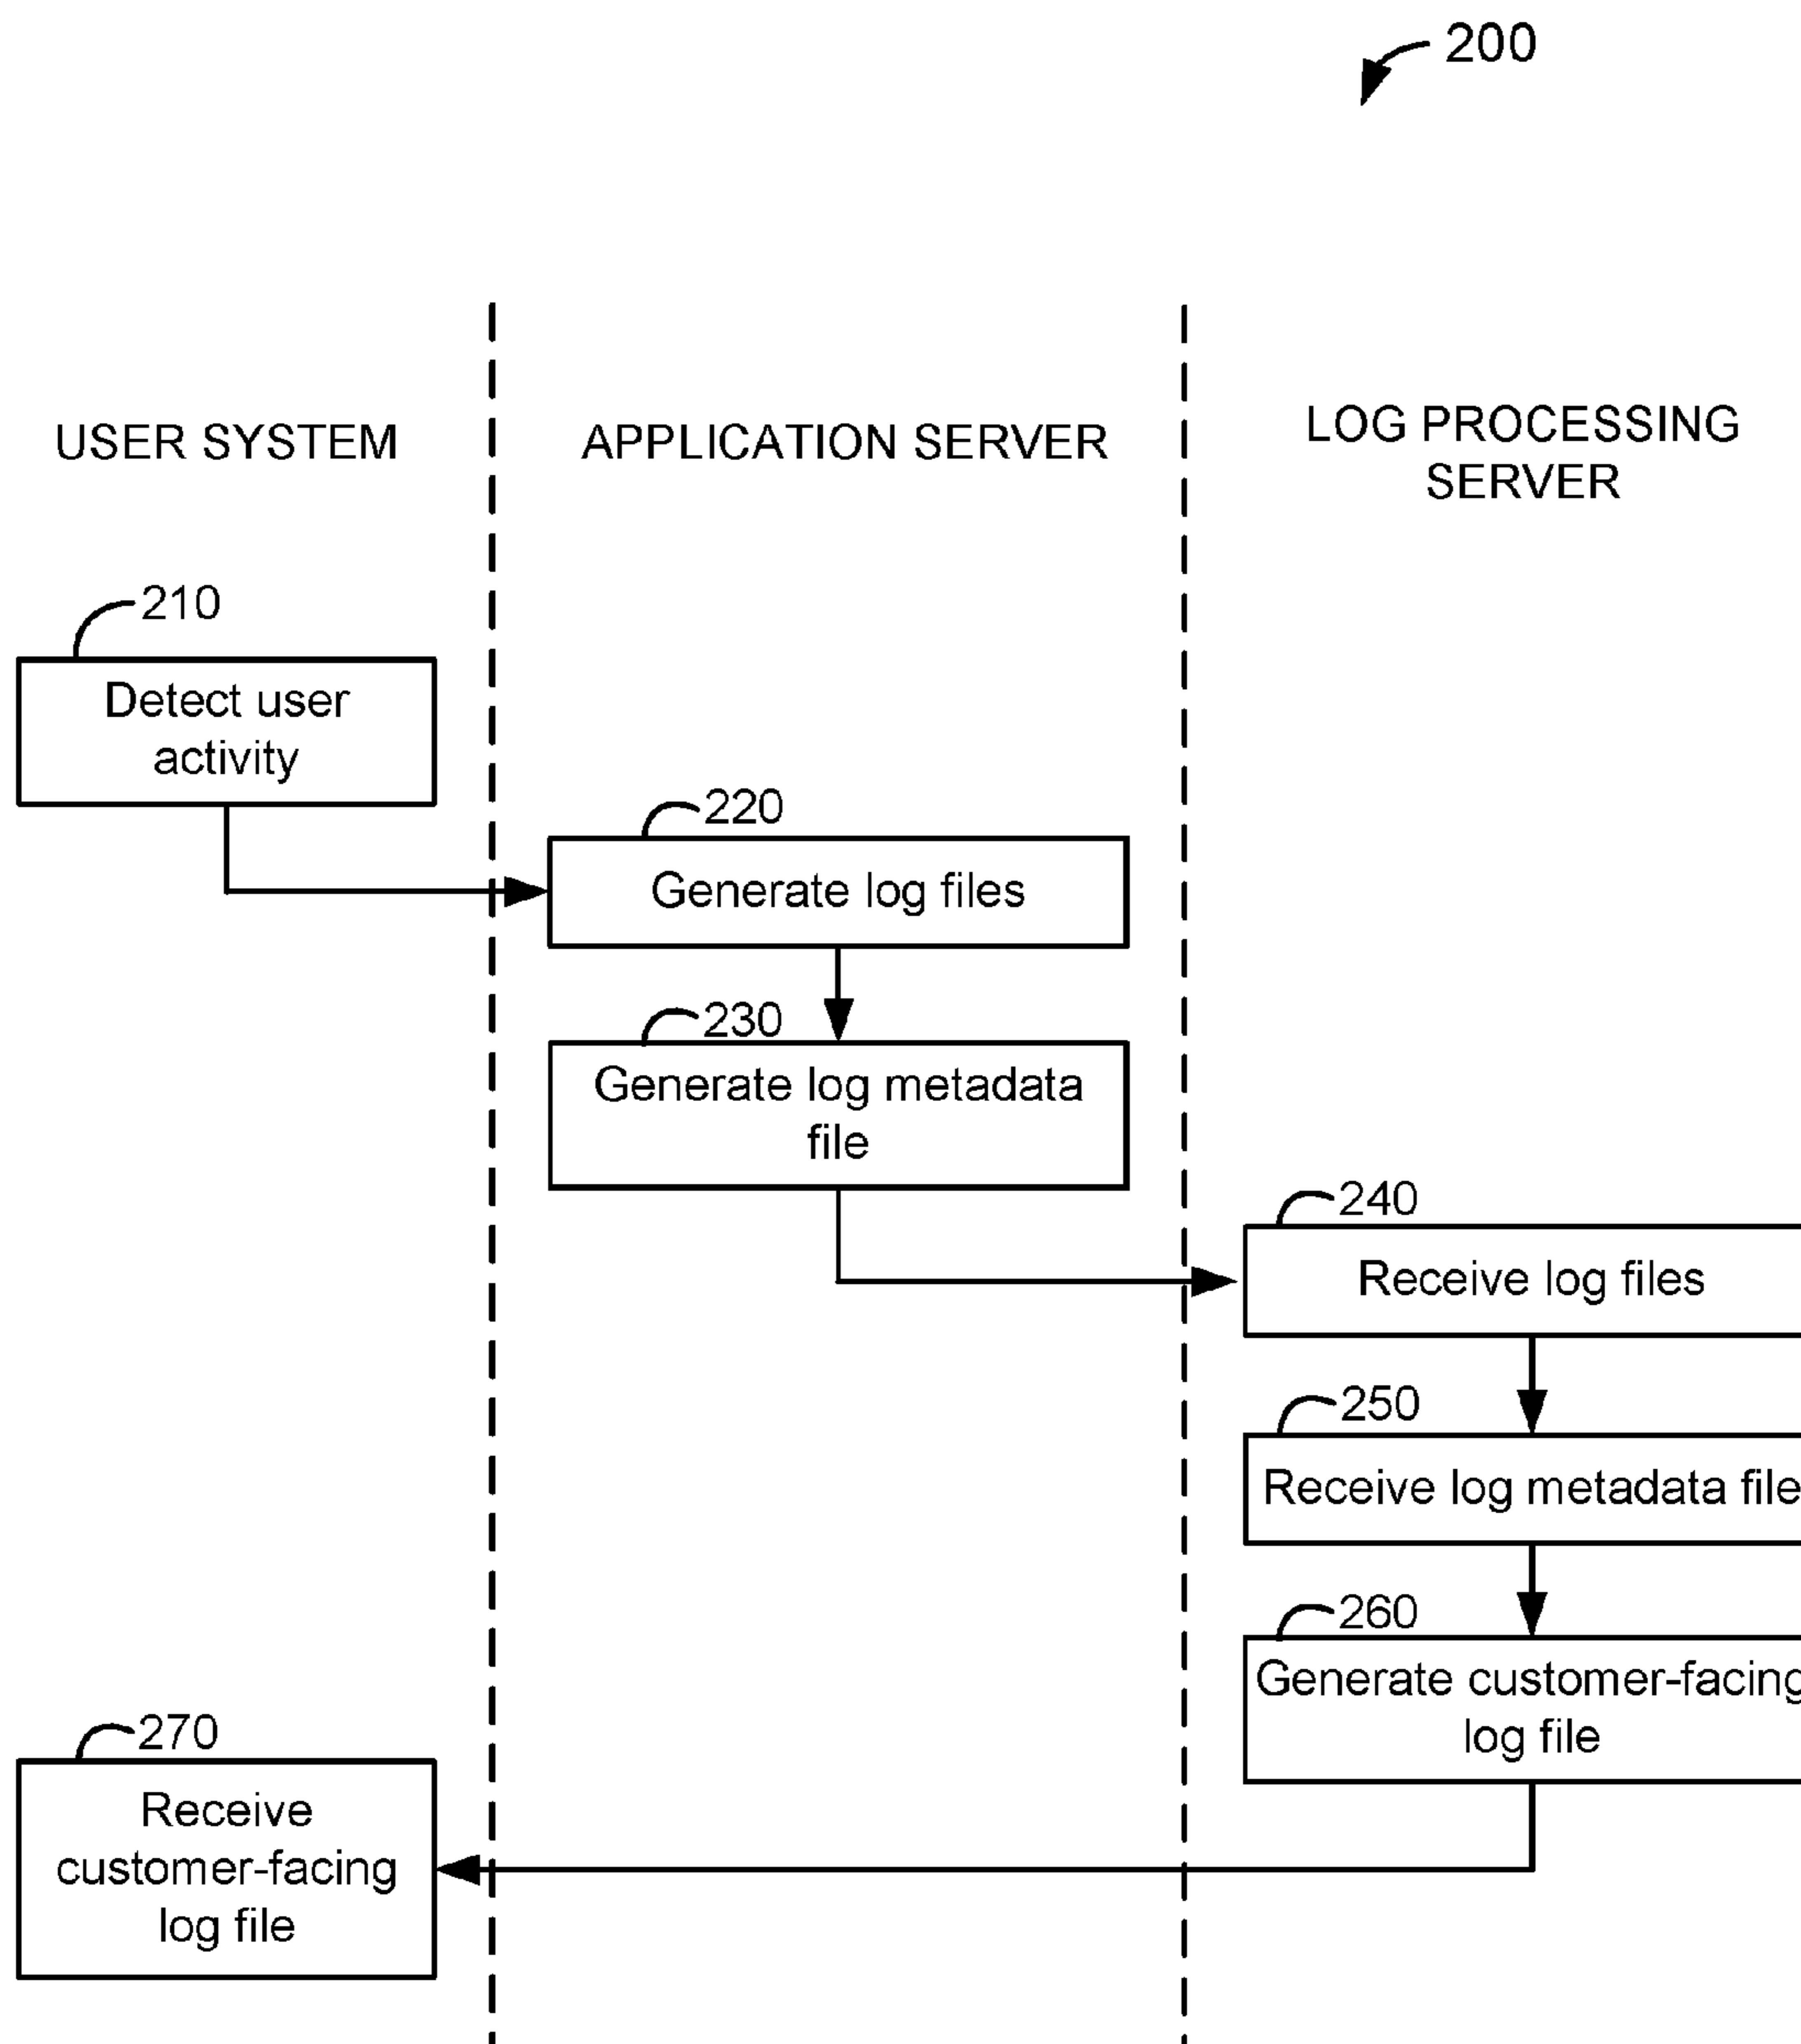 200
USER SYSTEM
APPLICATION SERVER
LOG PROCESSING
SERVER
210
Detect user
activity
220
Generate log files
230
Generate log metadata
file
240
Receive log files
250
Receive log metadata file
260
Generate customer-facing
log file
270
Receive
customer-facing
log file